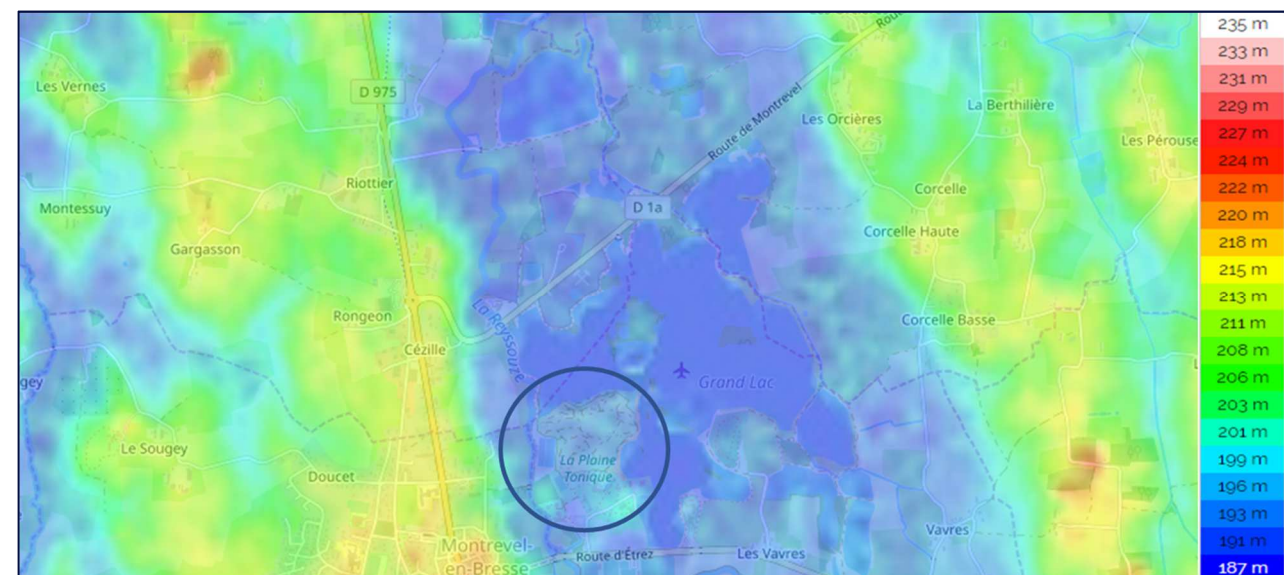 Les Vernes
D 975
Route de Montrevel
Les Orcières
La Berthilière
Les Pérouse
Riottier
Montessuy
D 1a
Corcelle
Gargasson
Corcelle Haute
Rongeon
La Reyssouze
Corcelle Basse
Cézille
gey
Grand Lac
Le Sougey
La Plaine
Tonique
Doucet
Vavres
Montrevel-
en-Bresse
Route d'Étrez
Les Vavres
235 m
233 m
231 m
229 m
227 m
224 m
222 m
220 m
218 m
215 m
213 m
211 m
208 m
206 m
203 m
201 m
199 m
196 m
193 m
191 m
187 m